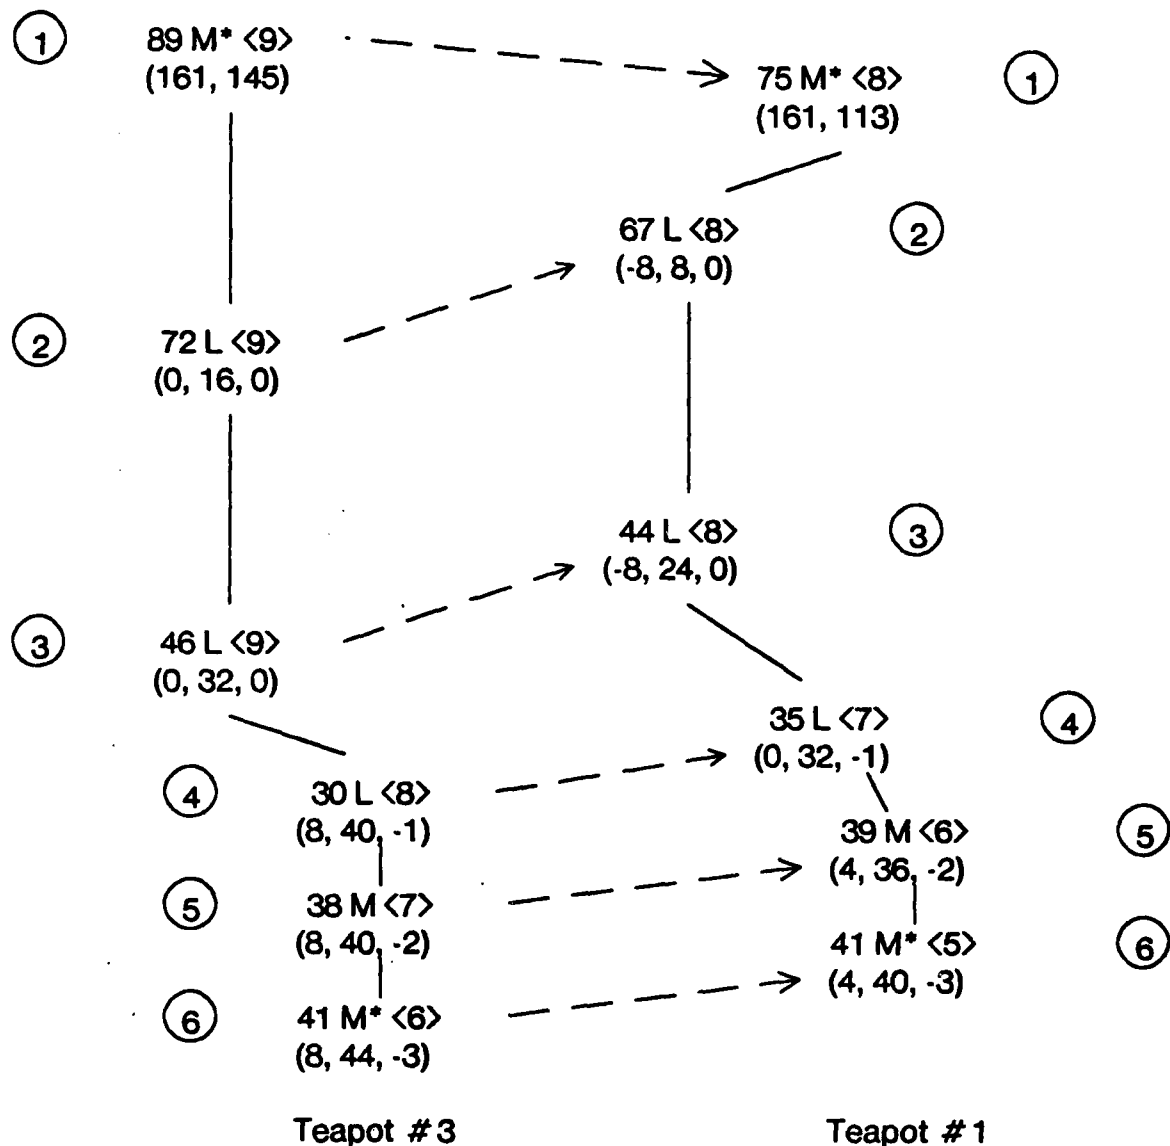 1 89 M* <9>
(161, 145)
75 M* <8> 1
(161, 113)
67 L <8> 2
(-8, 8, 0)
2 72 L <9>
(0, 16, 0)
44 L <8> 3
(-8, 24, 0)
3 46 L <9>
(0, 32, 0)
35 L <7> 4
(0, 32, -1)
4 30 L <8>
(8, 40, -1)
39 M <6> 5
(4, 36, -2)
5 38 M <7>
(8, 40, -2)
41 M* <5> 6
(4, 40, -3)
6 41 M* <6>
(8, 44, -3)
Teapot #3 Teapot #1